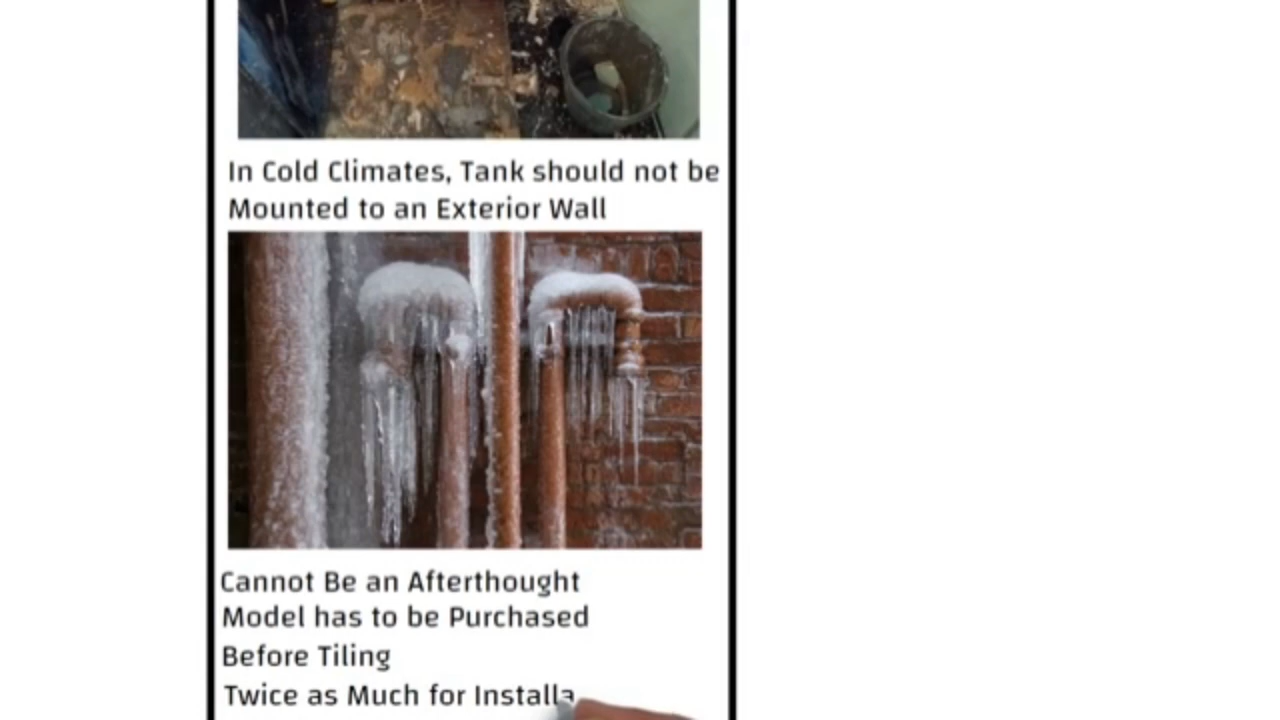 In Cold Climates, Tank should not be
Mounted to an Exterior Wall
Cannot Be an Afterthought
Model has to be Purchased
Before Tiling
Twice as Much for